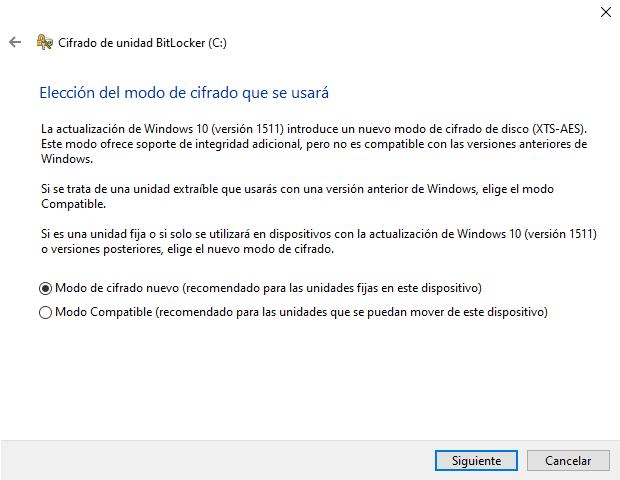 Cifrado de unidad BitLocker (C:)
Elección del modo de cifrado que se usará
La actualización de Windows 10 (versión 1511) introduce un nuevo modo de cifrado de disco (XTS-AES).
Este modo ofrece soporte de integridad adicional, pero no es compatible con las versiones anteriores de
Windows.
Si se trata de una unidad extraíble que usarás con una versión anterior de Windows, elige el modo
Compatible.
Si es una unidad fija o si solo se utilizará en dispositivos con la actualización de Windows 10 (versión 1511)
o versiones posteriores, elige el nuevo modo de cifrado.
Modo de cifrado nuevo (recomendado para las unidades fijas en este dispositivo)
Modo Compatible (recomendado para las unidades que se puedan mover de este dispositivo)
Siguiente
Cancelar